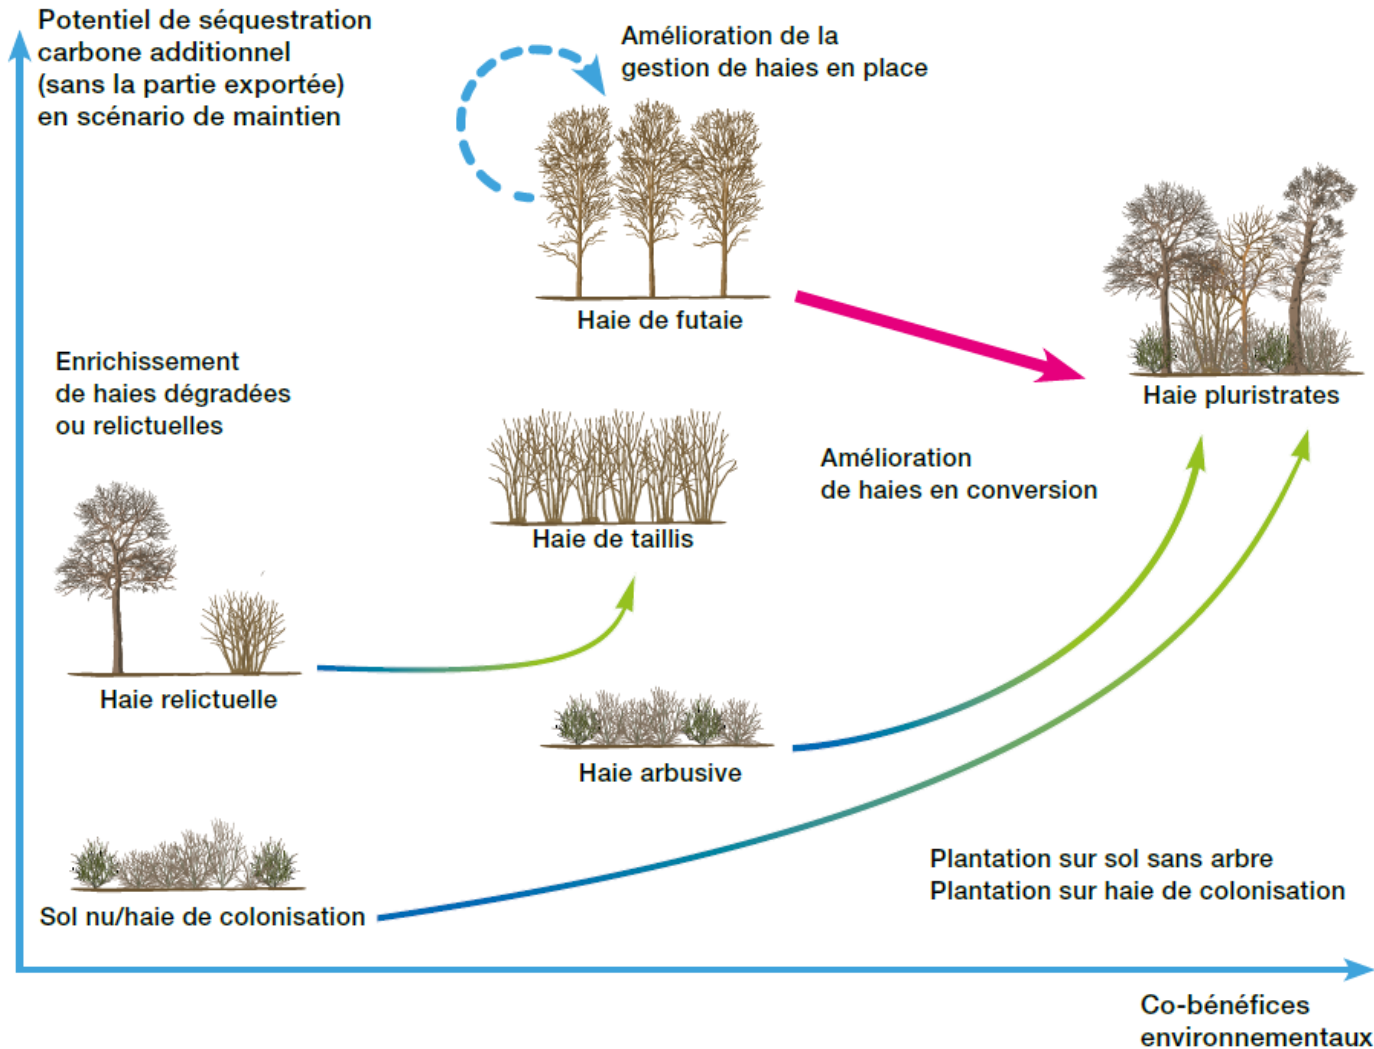 Potentiel de séquestration
carbone additionnel
(sans la partie exportée)
en scénario de maintien
Amélioration de la
gestion de haies en place
Haie de futaie
Haie pluristrates
Enrichissement
de haies dégradées
ou relictuelles
Amélioration
de haies en conversion
Haie de taillis
Haie relictuelle
Haie arbusive
Plantation sur sol sans arbre
Plantation sur haie de colonisation
Sol nu/haie de colonisation
Co-bénéfices
environnementaux